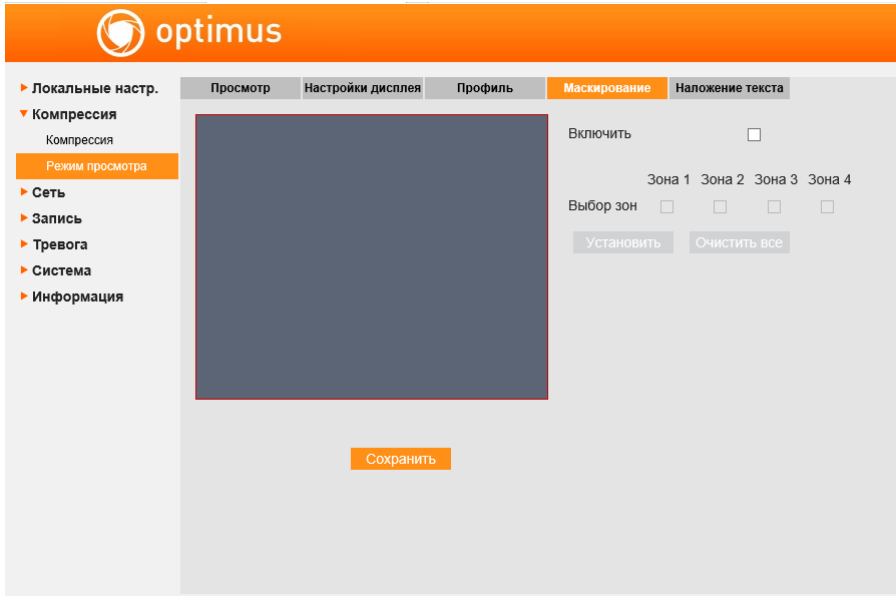 optimus
Локальные настр.
Компрессия
Компрессия
Режим просмотра
Сеть
Запись
Тревога
Система
Информация
Просмотр Настройки дисплея Профиль Маскирование Наложение текста
Включить
Зона 1 Зона 2 Зона 3 Зона 4
Выбор зон
Установить Очистить все
Сохранить